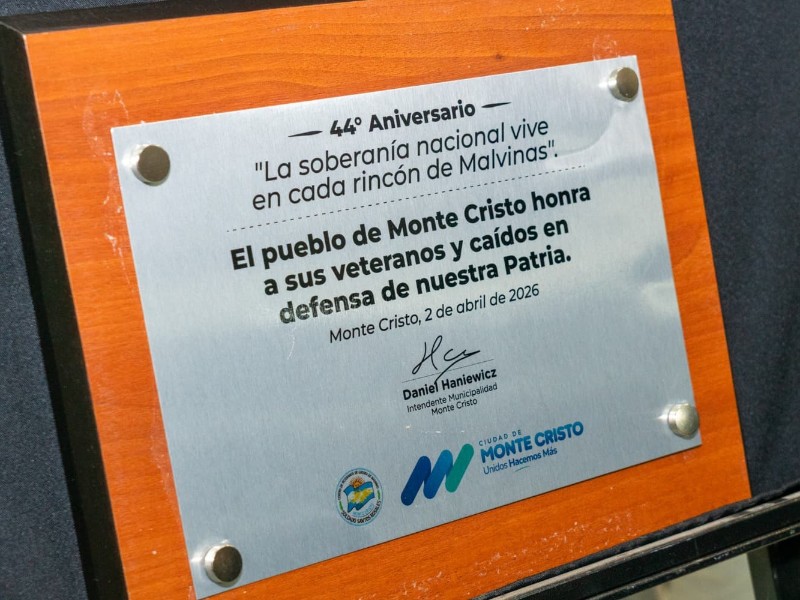 44º Aniversario
"La soberanía nacional vive
en cada rincón de Malvinas".
El pueblo de Monte Cristo honra
a sus veteranos y caídos en
defensa de nuestra Patria.
Monte Cristo, 2 de abril de 2026
Daniel Haniewicz
Intendente Municipalidad
Monte Cristo
CIUDAD DE
MONTE CRISTO
Unidos Hacemos Más